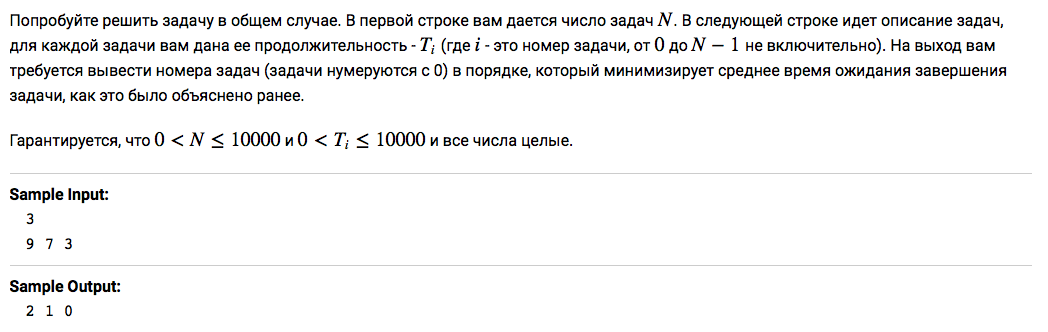 Попробуйте решить задачу в общем случае. В первой строке вам дается число задач N. В следующей строке идет описание задач,
для каждой задачи вам дана ее продолжительность - T_i (где i - это номер задачи, от 0 до N − 1 не включительно). На выход вам
требуется вывести номера задач (задачи нумеруются с 0) в порядке, который минимизирует среднее время ожидания завершения
задачи, как это было объяснено ранее.
Гарантируется, что 0 < N ≤ 10000 и 0 < T_i ≤ 10000 и все числа целые.
Sample Input:
3
9 7 3
Sample Output:
2 1 0